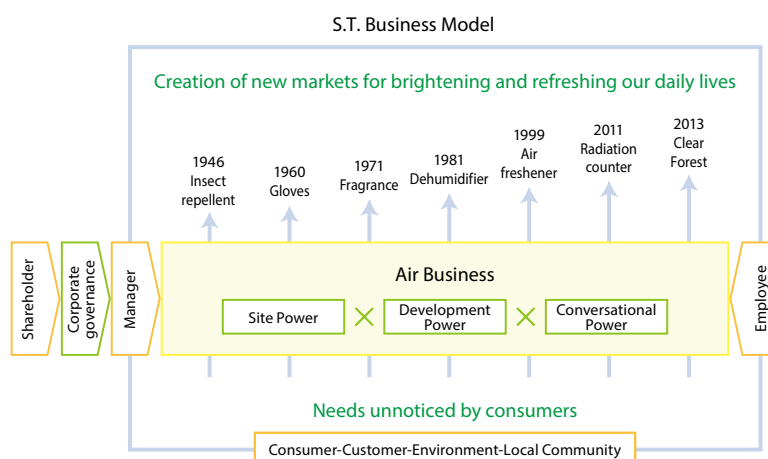 S.T. Business Model
Creation of new markets for brightening and refreshing our daily lives
1946
Insect
repellent
1960
Gloves
1971
Fragrance
1981
Dehumidifier
1999
Air
freshener
2011
Radiation
counter
2013
Clear
Forest
Shareholder
Corporate
governance
Manager
Air Business
Site Power
Development
Power
Conversational
Power
Employee
Needs unnoticed by consumers
Consumer-Customer-Environment-Local Community